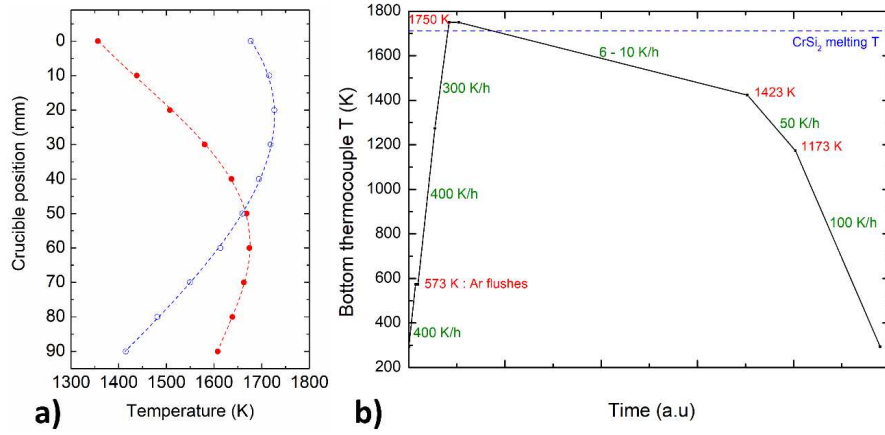 0
10
20
30
40
50
60
70
80
90
Crucible position (mm)
1300 1400 1500 1600 1700 1800
Temperature (K)
a)
1800
1600
1400
1200
1000
800
600
400
200
Bottom thermocouple T (K)
1750 K
CrSi2 melting T
6 - 10 K/h
300 K/h
1423 K
50 K/h
1173 K
400 K/h
100 K/h
573 K : Ar flushes
400 K/h
b)
Time (a.u)